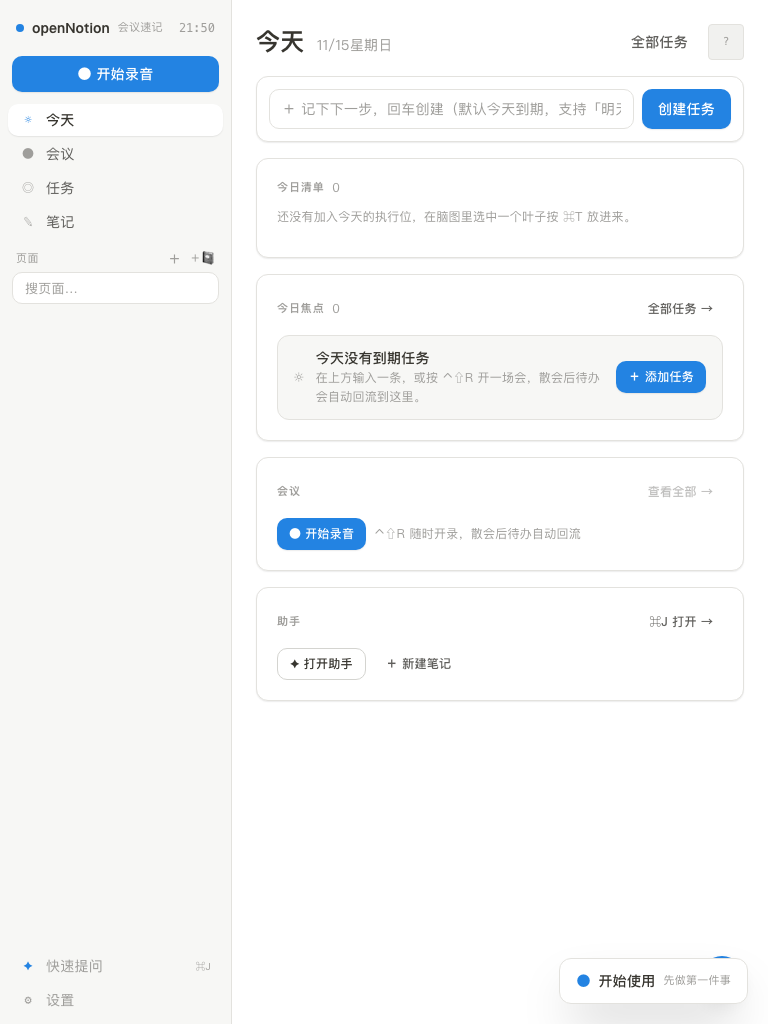 openNotion 会议速记 21:50
开始录音
今天
会议
任务
笔记
页面 + +
搜页面…
快速提问 ⌘J
设置
今天 11/15星期日 全部任务 ?
+ 记下下一步，回车创建（默认今天到期，支持「明天 创建任务
今日清单 0
还没有加入今天的执行位，在脑图里选中一个叶子按 ⌘T 放进来。
今日焦点 0 全部任务 →
今天没有到期任务
在上方输入一条，或按 ⌃⇧R 开一场会，散会后待办
会自动回流到这里。
+ 添加任务
会议 查看全部 →
开始录音 ⌃⇧R 随时开录，散会后待办自动回流
助手 ⌘J 打开 →
✦ 打开助手 + 新建笔记
开始使用 先做第一件事